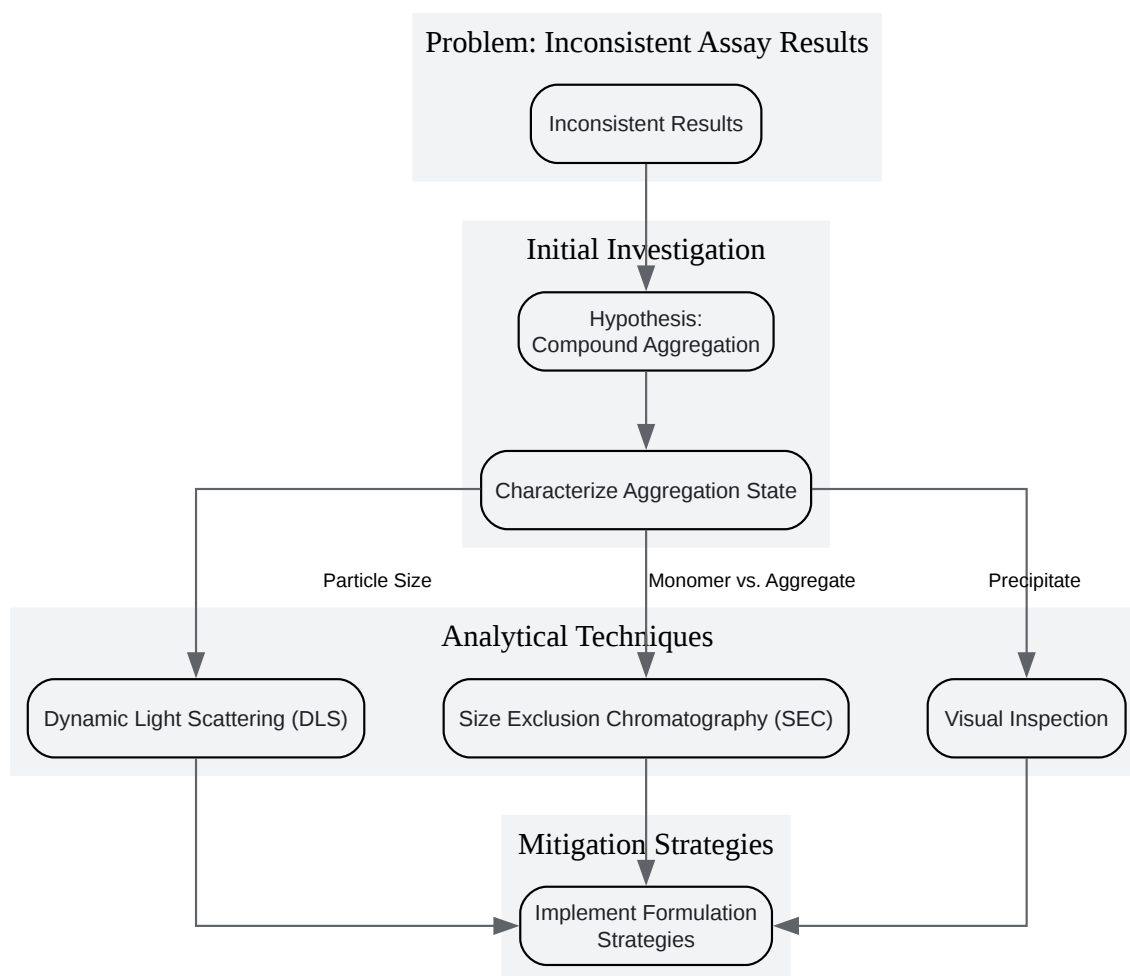 Problem: Inconsistent Assay Results
Inconsistent Results
Initial Investigation
Hypothesis:
Compound Aggregation
Characterize Aggregation State
Particle Size
Monomer vs. Aggregate
Precipitate
Analytical Techniques
Dynamic Light Scattering (DLS)
Size Exclusion Chromatography (SEC)
Visual Inspection
Mitigation Strategies
Implement Formulation
Strategies